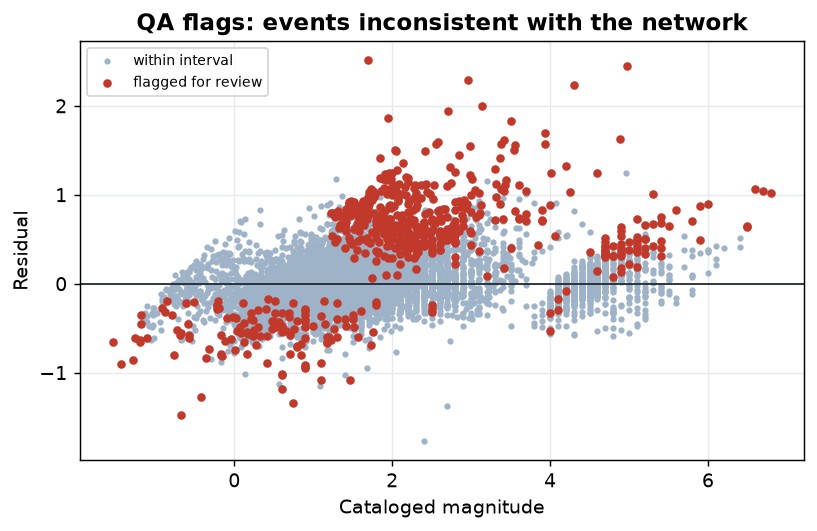 QA flags: events inconsistent with the network
within interval
flagged for review
2
1
0
−1
Residual
0
2
4
6
Cataloged magnitude